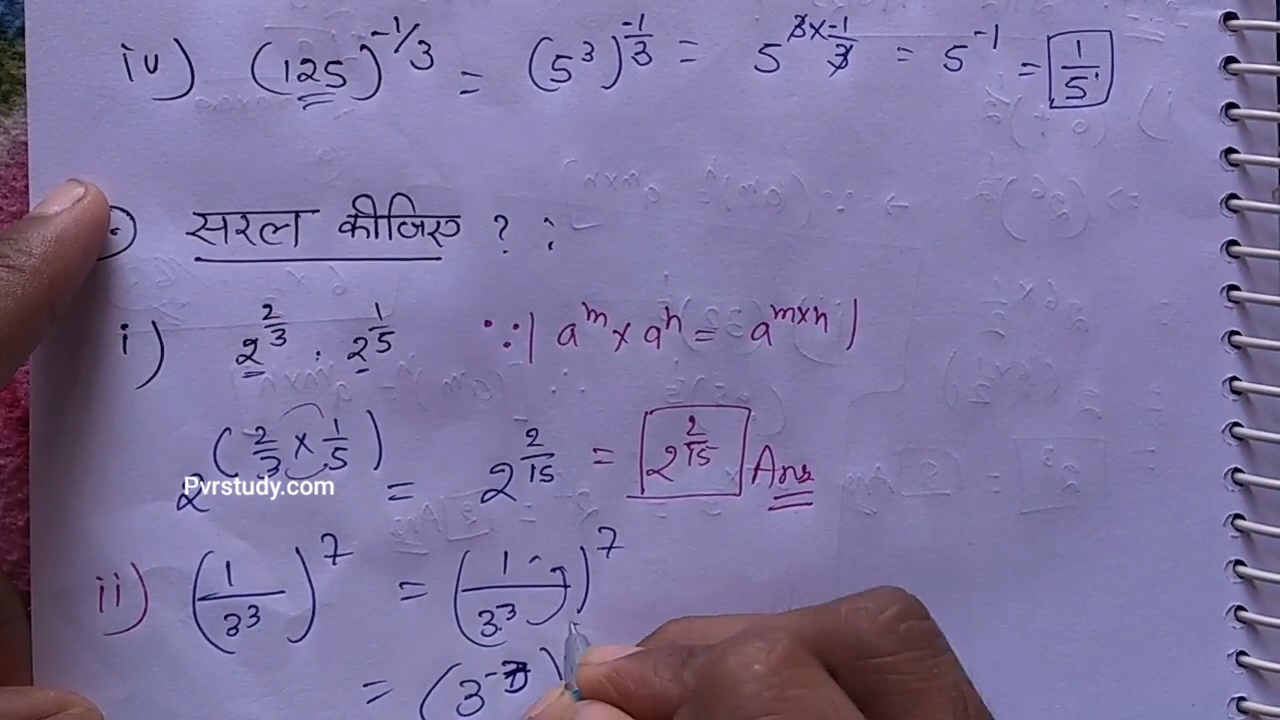 iv) (125)^-1/3 = (5^3)^-1/3 = 5^3×-1/3 = 5^-1 = 1/5
सरल कीजिए ? :
i) 2^2/3 . 2^1/5 ∵ | a^m × a^n = a^m×n |
2^(2/3 × 1/5) = 2^2/15 = 2^2/15 Ans
Pvrstudy.com
ii) (1/3^3)^7 = (1/3^3)^7
= (3^-